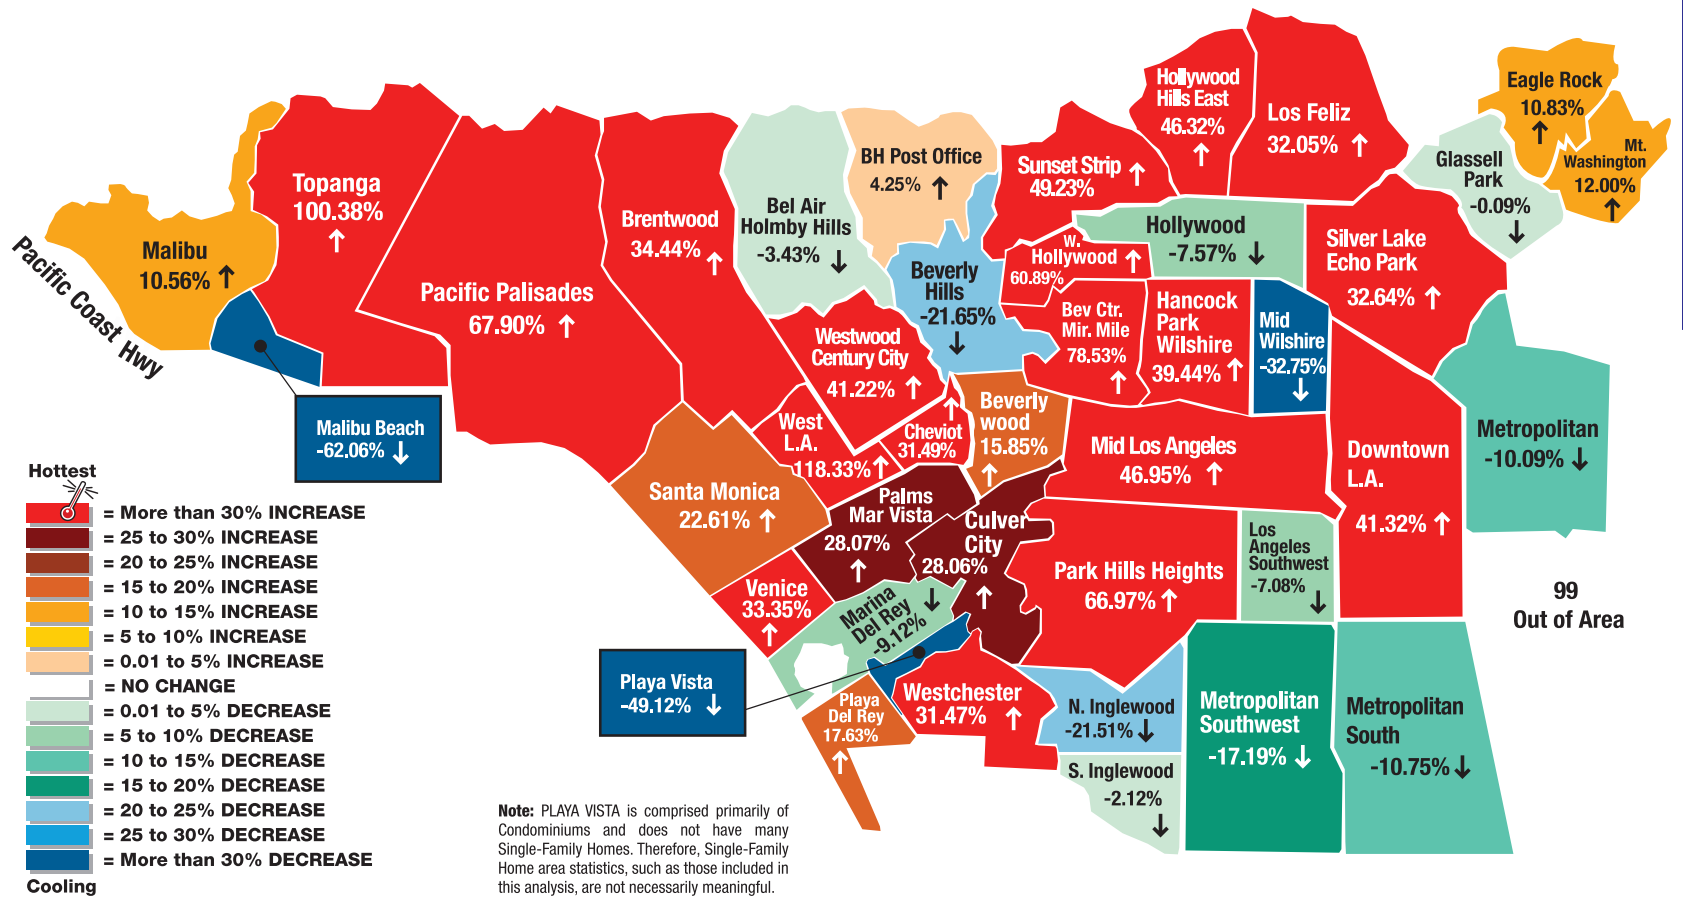 Pacific Coast Hwy
Malibu
10.56%
Malibu Beach
-62.06%
Topanga
100.38%
Pacific Palisades
67.90%
Brentwood
34.44%
Bel Air
Holmby Hills
-3.43%
BH Post Office
4.25%
Beverly
Hills
-21.65%
Sunset Strip
49.23%
Hollywood
Hills East
46.32%
Los Feliz
32.05%
Eagle Rock
10.83%
Mt.
Washington
12.00%
Glassell
Park
-0.09%
Hollywood
-7.57%
W.
Hollywood
60.89%
Silver Lake
Echo Park
32.64%
Bev Ctr.
Mir. Mile
78.53%
Hancock
Park
Wilshire
39.44%
Mid
Wilshire
-32.75%
Westwood
Century City
41.22%
West
L.A.
118.33%
Cheviot
31.49%
Beverly
wood
15.85%
Mid Los Angeles
46.95%
Downtown
L.A.
41.32%
Metropolitan
-10.09%
Santa Monica
22.61%
Palms
Mar Vista
28.07%
Culver
City
28.06%
Park Hills Heights
66.97%
Los
Angeles
Southwest
-7.08%
99
Out of Area
Venice
33.35%
Marina
Del Rey
-9.12%
Playa Vista
-49.12%
Playa
Del Rey
17.63%
Westchester
31.47%
N. Inglewood
-21.51%
S. Inglewood
-2.12%
Metropolitan
Southwest
-17.19%
Metropolitan
South
-10.75%
Hottest
= More than 30% INCREASE
= 25 to 30% INCREASE
= 20 to 25% INCREASE
= 15 to 20% INCREASE
= 10 to 15% INCREASE
= 5 to 10% INCREASE
= 0.01 to 5% INCREASE
= NO CHANGE
= 0.01 to 5% DECREASE
= 5 to 10% DECREASE
= 10 to 15% DECREASE
= 15 to 20% DECREASE
= 20 to 25% DECREASE
= 25 to 30% DECREASE
= More than 30% DECREASE
Cooling
Note: PLAYA VISTA is comprised primarily of
Condominiums and does not have many
Single-Family Homes. Therefore, Single-Family
Home area statistics, such as those included in
this analysis, are not necessarily meaningful.